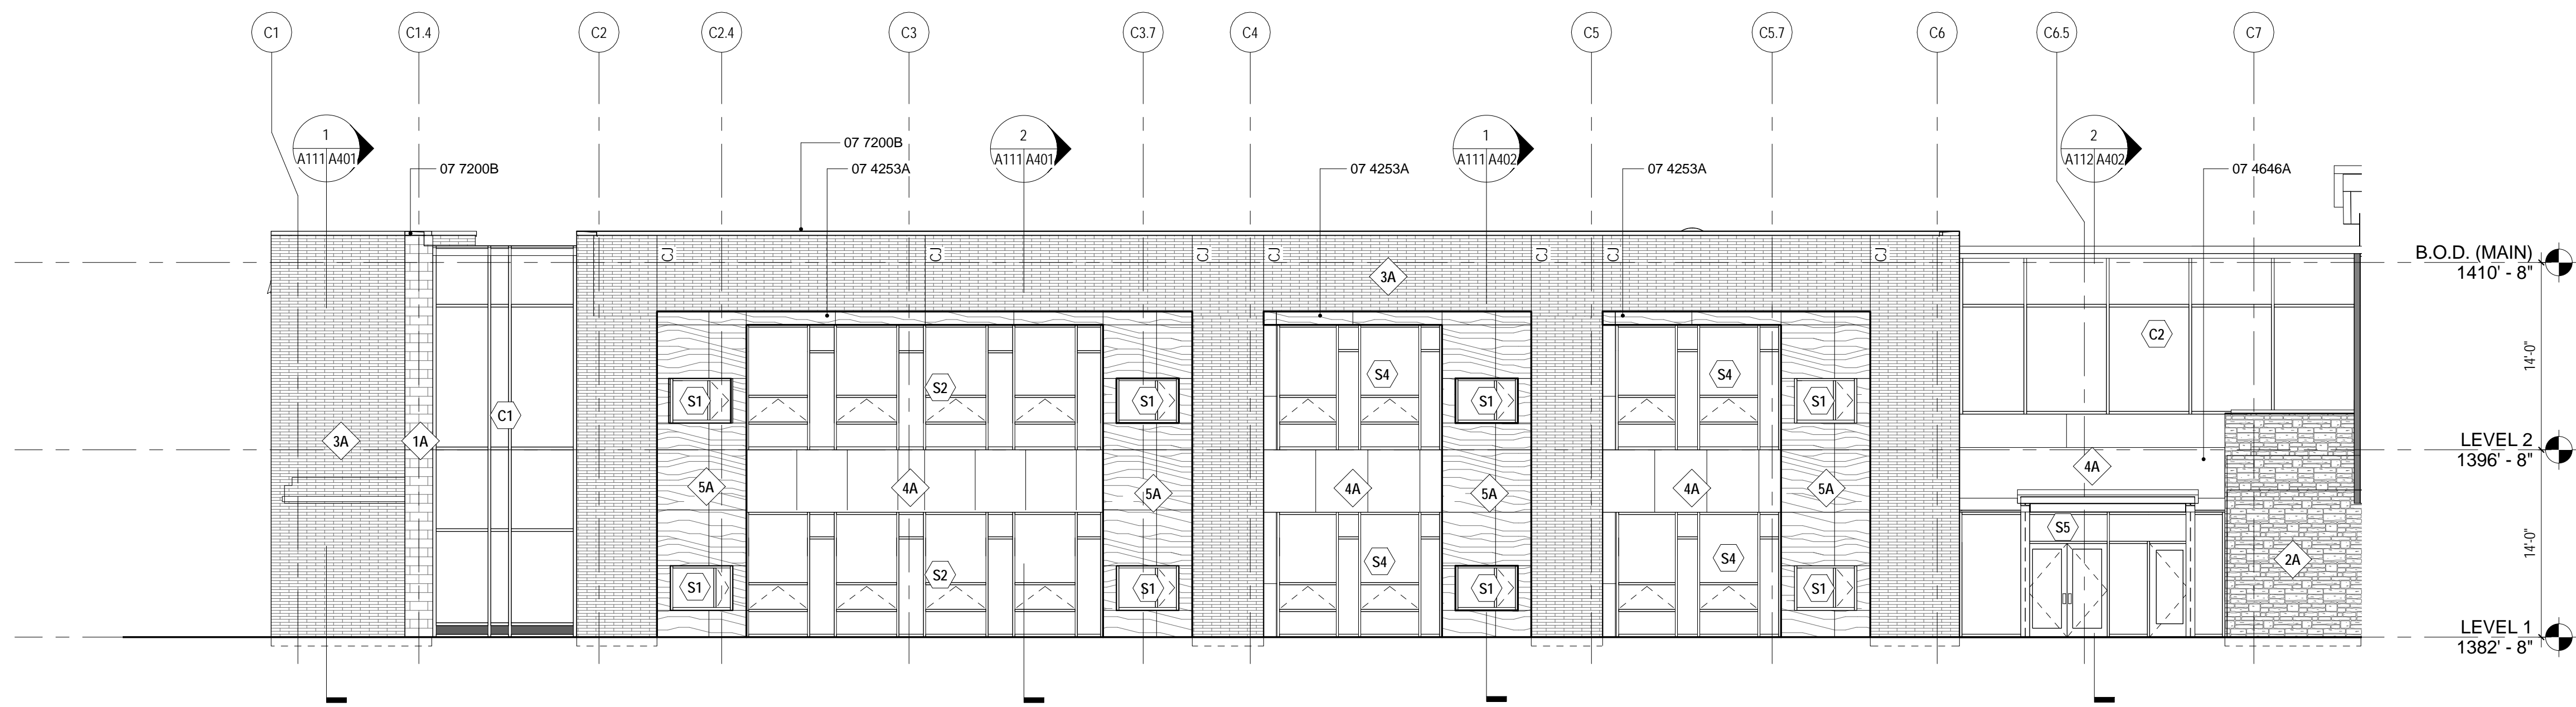 C1 C1.4 C2 C2.4 C3 C3.7 C4 C5 C5.7 C6 C6.5 C7
1 2 1 2
A111 A401 A111 A401 A111 A402 A112 A402
07 7200B
07 7200B 07 4253A 07 4253A 07 4253A 07 4646A
CJ CJ CJ CJ CJ CJ CJ
B.O.D. (MAIN)
1410' - 8"
3A
C2
14'-0"
S4 S4
S2
S1 S1 S1 S1
C1
3A 1A
LEVEL 2
1396' - 8"
4A
5A 4A 5A 4A 5A 4A 5A
S5
14'-0"
S4 S4
2A
S2
S1 S1 S1 S1
LEVEL 1
1382' - 8"